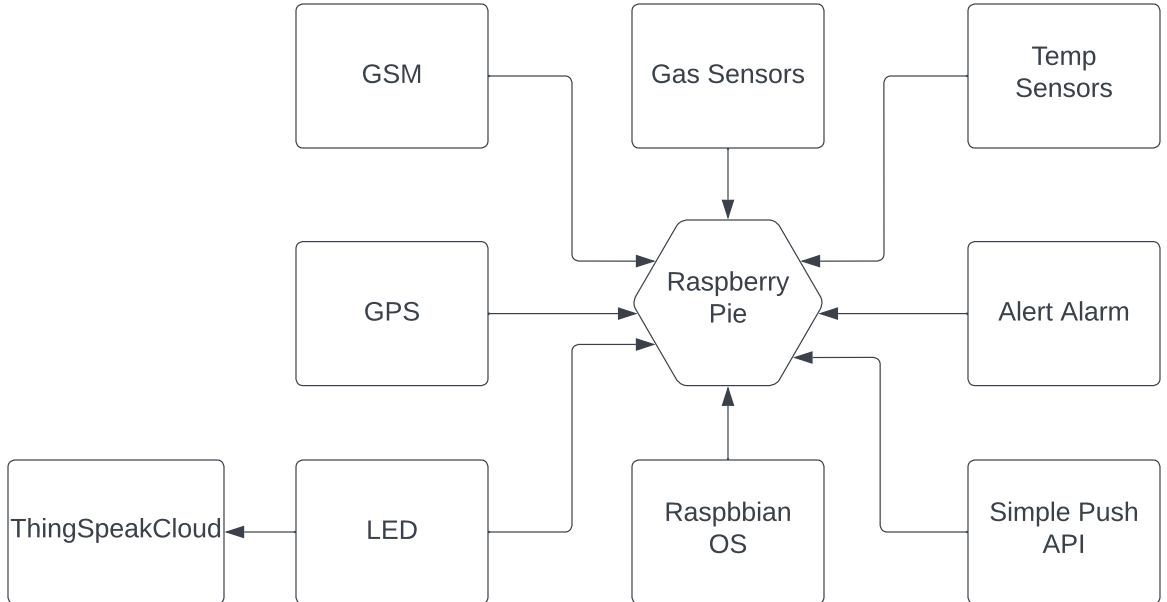 GSM
Gas Sensors
Temp
Sensors
Raspberry
Pie
GPS
Alert Alarm
ThingSpeakCloud
LED
Raspbbian
OS
Simple Push
API